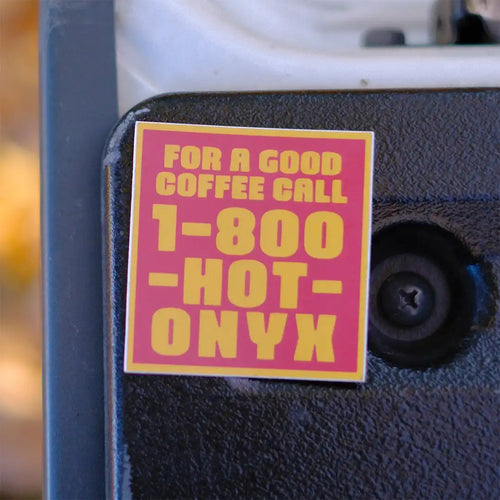 FOR A GOOD
COFFEE CALL
1-800
-HOT-
ONYX